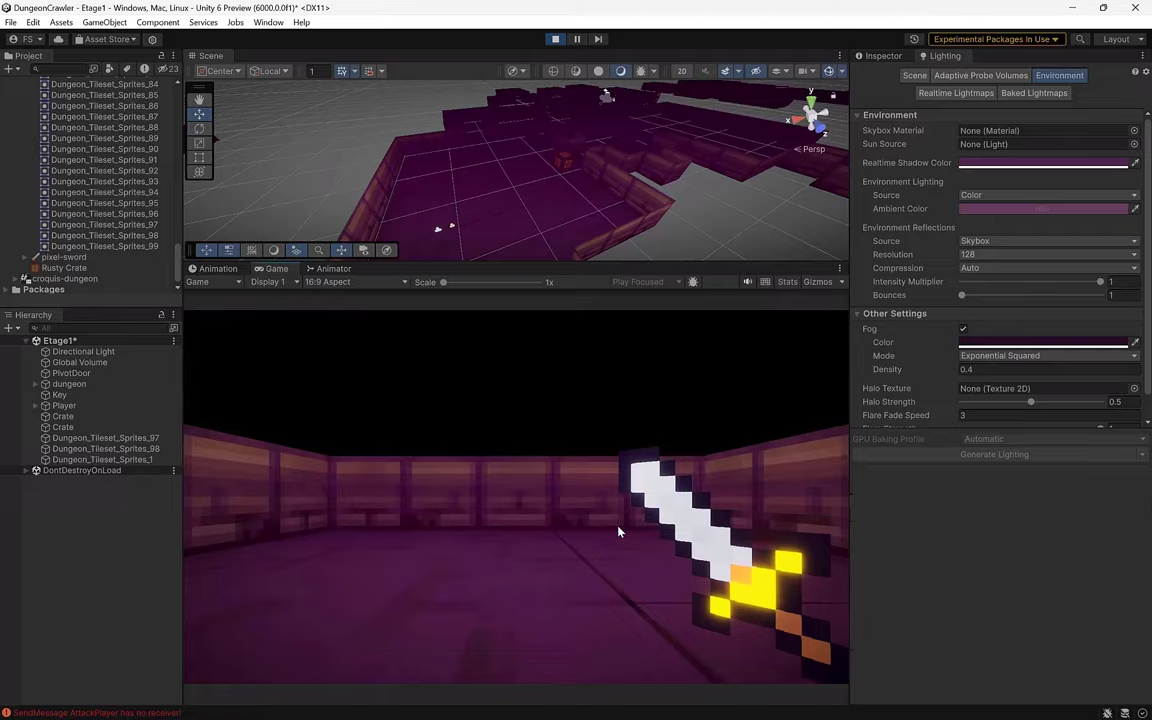 DungeonCrawler - Etage1 - Windows, Mac, Linux - Unity 6 Preview (6000.0.0f1)* <DX11>
File Edit Assets GameObject Component Services Jobs Window Help
FS Asset Store Experimental Packages In Use Layout
Project
23
Dungeon_Tileset_Sprites_84
Dungeon_Tileset_Sprites_85
Dungeon_Tileset_Sprites_86
Dungeon_Tileset_Sprites_87
Dungeon_Tileset_Sprites_88
Dungeon_Tileset_Sprites_89
Dungeon_Tileset_Sprites_90
Dungeon_Tileset_Sprites_91
Dungeon_Tileset_Sprites_92
Dungeon_Tileset_Sprites_93
Dungeon_Tileset_Sprites_94
Dungeon_Tileset_Sprites_95
Dungeon_Tileset_Sprites_96
Dungeon_Tileset_Sprites_97
Dungeon_Tileset_Sprites_98
Dungeon_Tileset_Sprites_99
pixel-sword
Rusty Crate
croquis-dungeon
Packages
Hierarchy
All
Etage1*
Directional Light
Global Volume
PivotDoor
dungeon
Key
Player
Crate
Crate
Dungeon_Tileset_Sprites_97
Dungeon_Tileset_Sprites_98
Dungeon_Tileset_Sprites_1
DontDestroyOnLoad
Scene
Center Local 1 2D
y
x
z
Persp
Animation Game Animator
Game Display 1 16:9 Aspect Scale 1x Play Focused Stats Gizmos
Inspector Lighting
Scene Adaptive Probe Volumes Environment
Realtime Lightmaps Baked Lightmaps
Environment
Skybox Material None (Material)
Sun Source None (Light)
Realtime Shadow Color
Environment Lighting
Source Color
Ambient Color HDR
Environment Reflections
Source Skybox
Resolution 128
Compression Auto
Intensity Multiplier 1
Bounces 1
Other Settings
Fog
Color
Mode Exponential Squared
Density 0.4
Halo Texture None (Texture 2D)
Halo Strength 0.5
Flare Fade Speed 3
GPU Baking Profile Automatic
Generate Lighting
SendMessage AttackPlayer has no receiver!